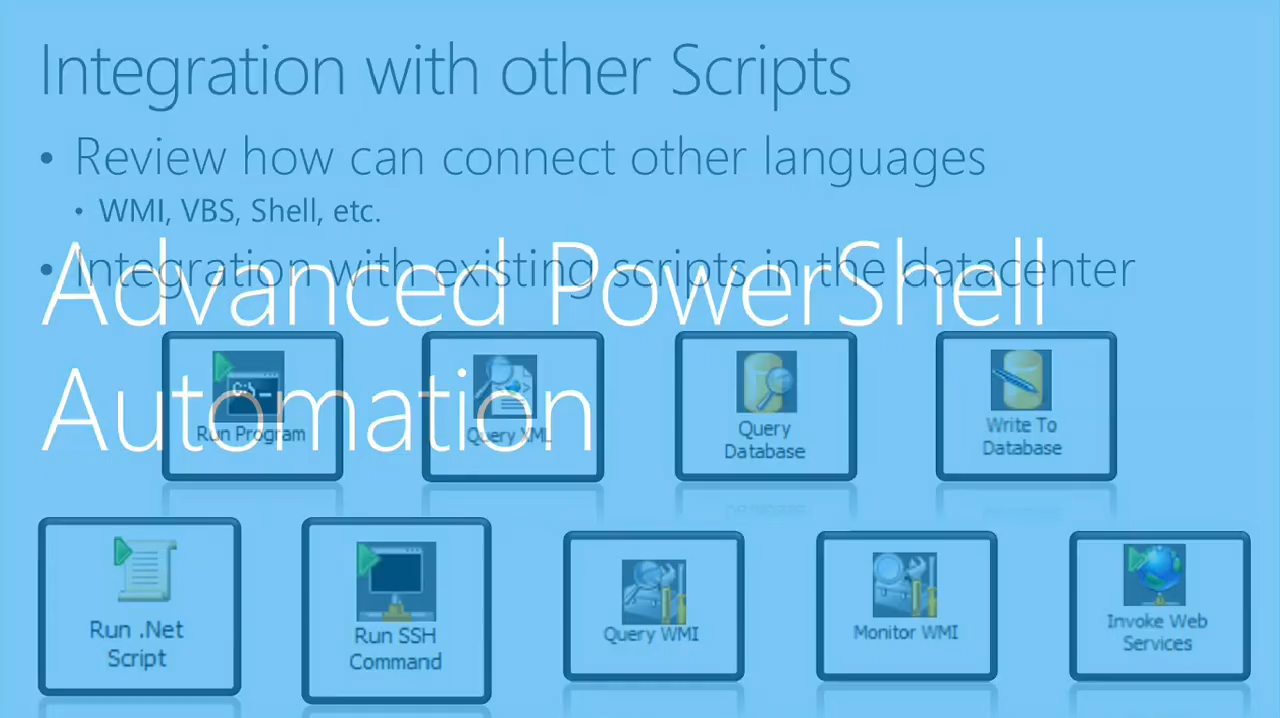 Integration with other Scripts
• Review how can connect other languages
• WMI, VBS, Shell, etc.
• Integration with existing scripts in the datacenter
Advanced PowerShell
Automation
C:\_
Run Program
Query XML
Query
Database
Write To
Database
Run .Net
Script
Run SSH
Command
Query WMI
Monitor WMI
Invoke Web
Services